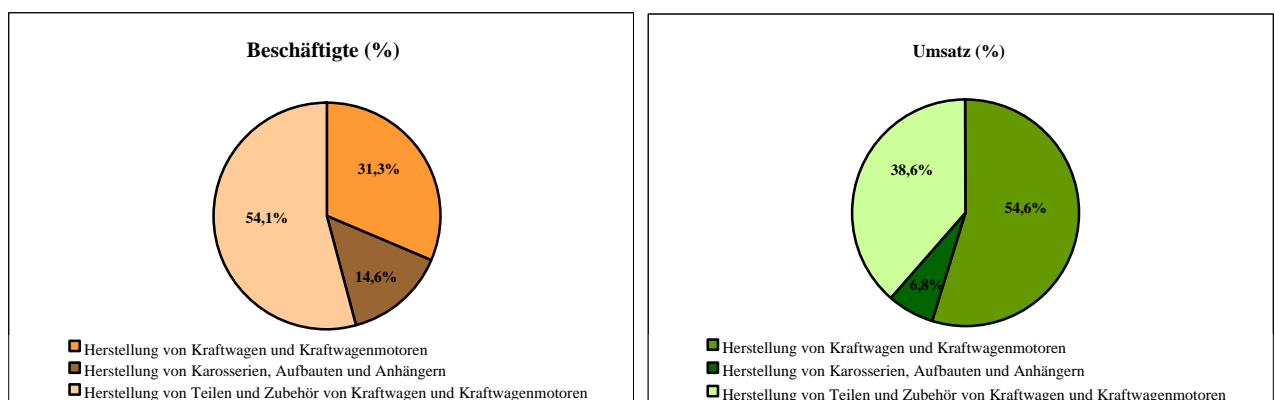 Beschäftigte (%)
31,3%
54,1%
14,6%
Herstellung von Kraftwagen und Kraftwagenmotoren
Herstellung von Karosserien, Aufbauten und Anhängern
Herstellung von Teilen und Zubehör von Kraftwagen und Kraftwagenmotoren
Umsatz (%)
38,6%
54,6%
6,8%
Herstellung von Kraftwagen und Kraftwagenmotoren
Herstellung von Karosserien, Aufbauten und Anhängern
Herstellung von Teilen und Zubehör von Kraftwagen und Kraftwagenmotoren